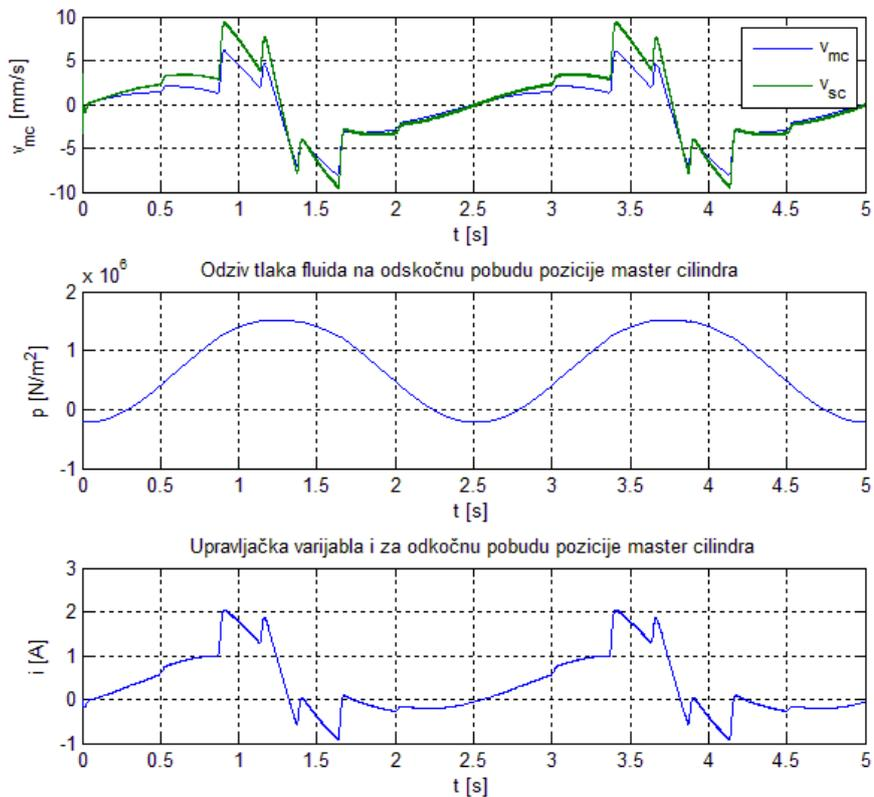 10
5
0
-5
-10
v_mc [mm/s]
v_mc
v_sc
0 0.5 1 1.5 2 2.5 3 3.5 4 4.5 5
t [s]
Odziv tlaka fluida na odskočnu pobudu pozicije master cilindra
x 10^6
2
1
0
-1
p [N/m^2]
0 0.5 1 1.5 2 2.5 3 3.5 4 4.5 5
t [s]
Upravljačka varijabla i za odkočnu pobudu pozicije master cilindra
3
2
1
0
-1
i [A]
0 0.5 1 1.5 2 2.5 3 3.5 4 4.5 5
t [s]